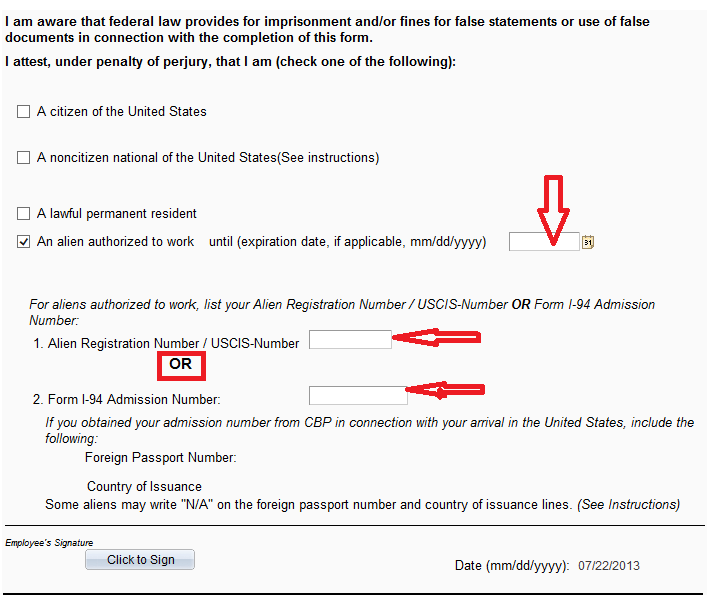 I am aware that federal law provides for imprisonment and/or fines for false statements or use of false
documents in connection with the completion of this form.
I attest, under penalty of perjury, that I am (check one of the following):
A citizen of the United States
A noncitizen national of the United States(See instructions)
A lawful permanent resident
An alien authorized to work until (expiration date, if applicable, mm/dd/yyyy)
31
For aliens authorized to work, list your Alien Registration Number / USCIS-Number OR Form I-94 Admission
Number:
1. Alien Registration Number / USCIS-Number
OR
2. Form I-94 Admission Number:
If you obtained your admission number from CBP in connection with your arrival in the United States, include the
following:
Foreign Passport Number:
Country of Issuance
Some aliens may write "N/A" on the foreign passport number and country of issuance lines. (See Instructions)
Employee's Signature
Click to Sign
Date (mm/dd/yyyy): 07/22/2013